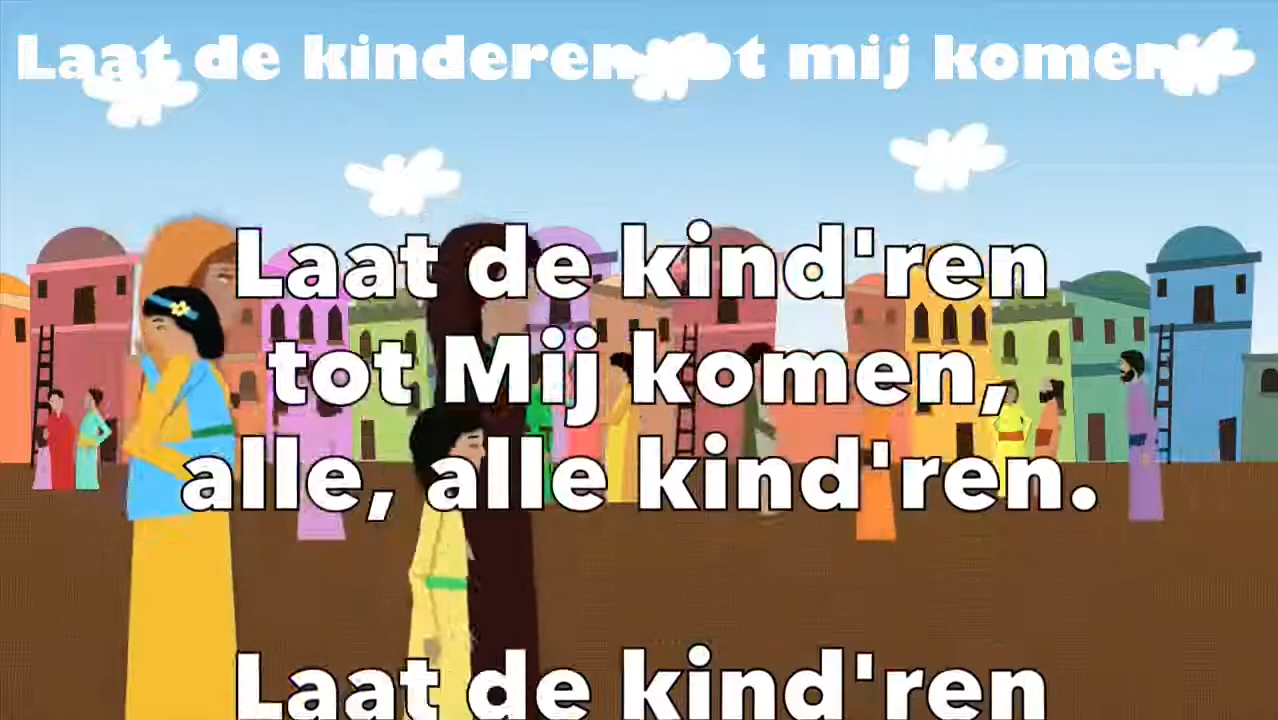 Laat de kinderen tot mij komen
Laat de kind'ren
tot Mij komen,
alle, alle kind'ren.
Laat de kind'ren